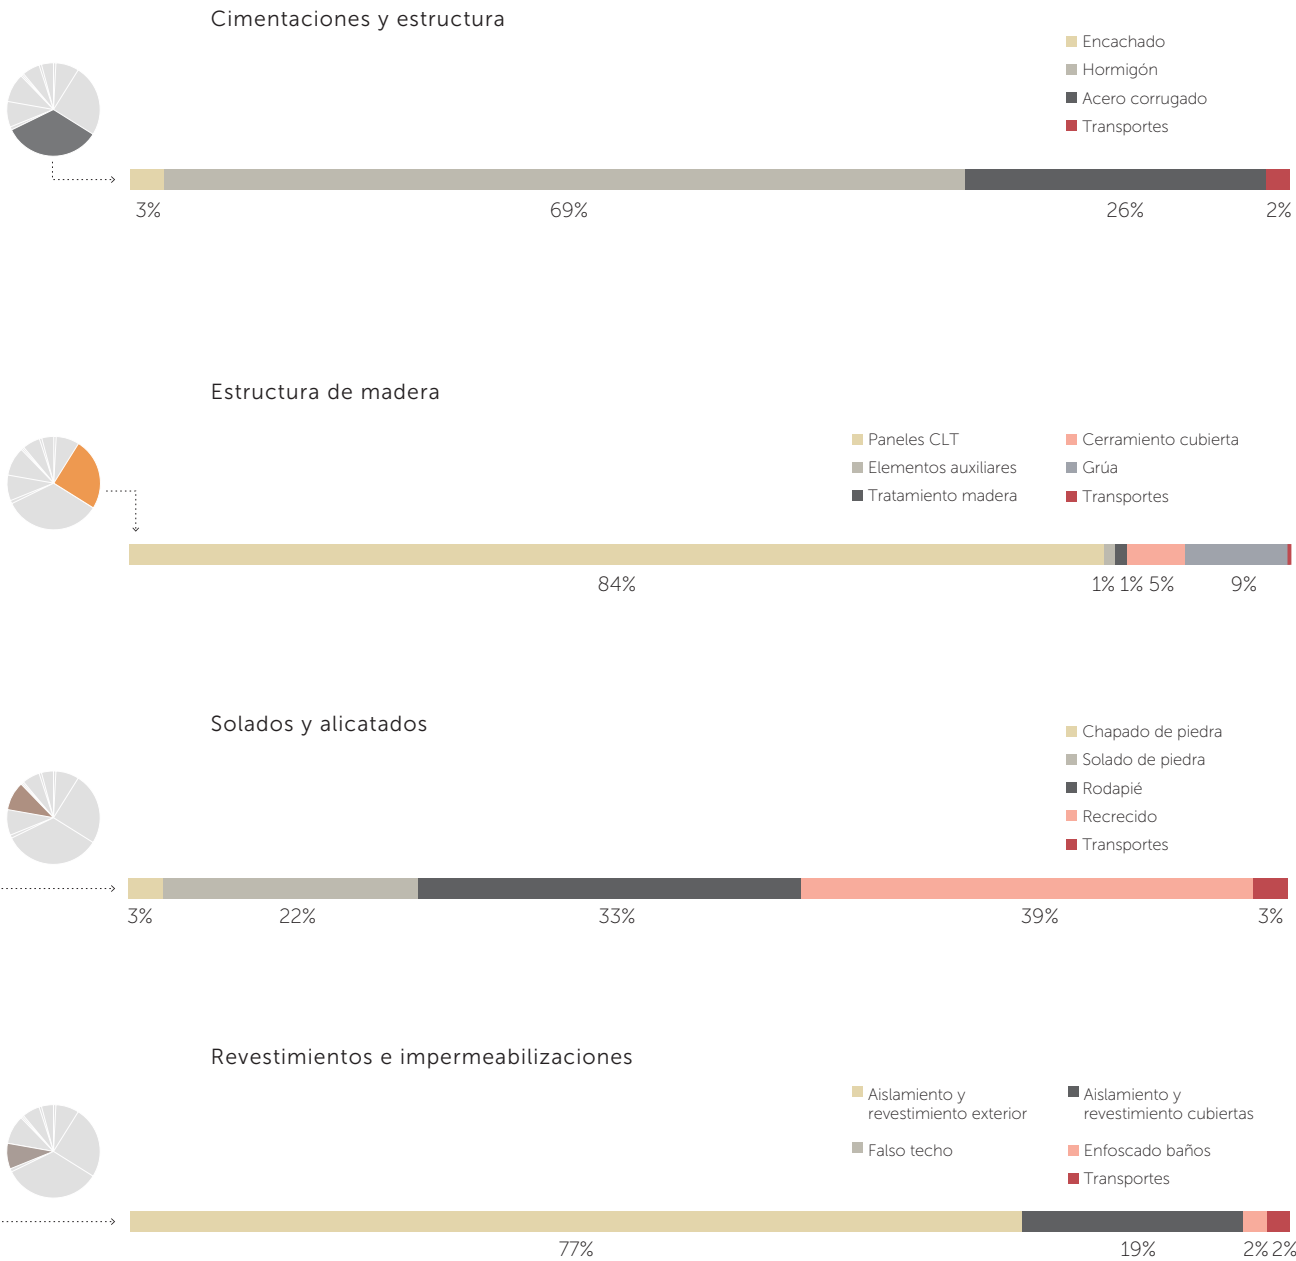 Cimentaciones y estructura
Encachado
Hormigón
Acero corrugado
Transportes
3%
69%
26%
2%
Estructura de madera
Paneles CLT
Elementos auxiliares
Tratamiento madera
Cerramiento cubierta
Grúa
Transportes
84%
1%
1%
5%
9%
Solados y alicatados
Chapado de piedra
Solado de piedra
Rodapié
Recrecido
Transportes
3%
22%
33%
39%
3%
Revestimientos e impermeabilizaciones
Aislamiento y
revestimiento exterior
Falso techo
Aislamiento y
revestimiento cubiertas
Enfoscado baños
Transportes
77%
19%
2%
2%